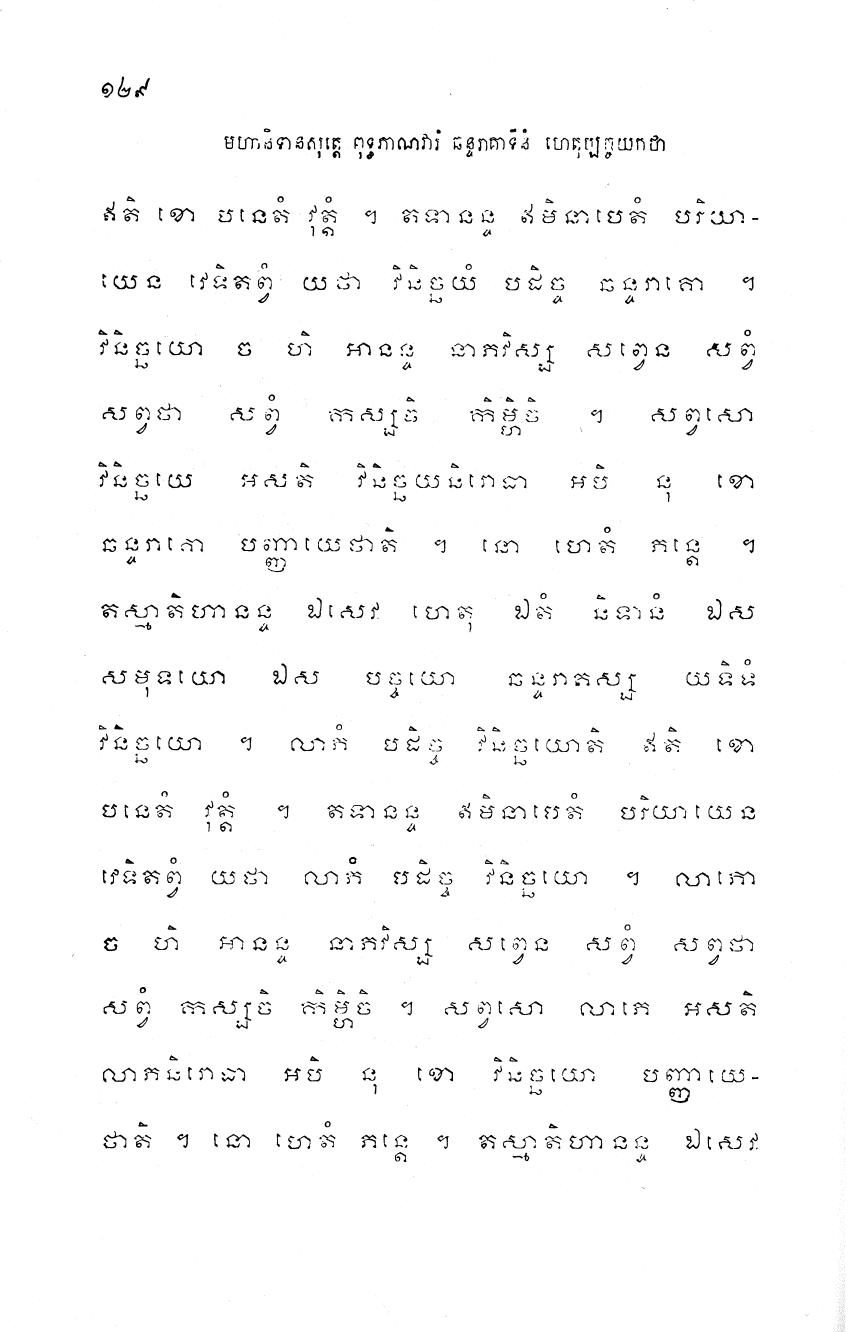 ១២៩
មហានិទានសុត្តេ ពុទ្ធភាណវារំ ឆន្ទរាគាទីនំ ហេតុប្បច្ចយកថា
ឥតិ ខោ បនេតំ វុត្តំ ។ តទានន្ទ ឥមិនាបេតំ បរិយា-
យេន វេទិតព្វំ យថា វិនិច្ឆយំ បដិច្ច ឆន្ទរាគោ ។
វិនិច្ឆយោ ច ហិ អានន្ទ នាភវិស្ស សព្វេន សព្វំ
សព្វថា សព្វំ កស្សចិ កិម្ហិចិ ។ សព្វសោ
វិនិច្ឆយេ អសតិ វិនិច្ឆយនិរោធា អបិ នុ ខោ
ឆន្ទរាគោ បញ្ញាយេថាតិ ។ នោ ហេតំ ភន្តេ ។
តស្មាតិហានន្ទ ឯសេវ ហេតុ ឯតំ និទានំ ឯស
សមុទយោ ឯស បច្ចយោ ឆន្ទរាគស្ស យទិទំ
វិនិច្ឆយោ ។ លាភំ បដិច្ច វិនិច្ឆយោតិ ឥតិ ខោ
បនេតំ វុត្តំ ។ តទានន្ទ ឥមិនាបេតំ បរិយាយេន
វេទិតព្វំ យថា លាភំ បដិច្ច វិនិច្ឆយោ ។ លាភោ
ច ហិ អានន្ទ នាភវិស្ស សព្វេន សព្វំ សព្វថា
សព្វំ កស្សចិ កិម្ហិចិ ។ សព្វសោ លាភេ អសតិ
លាភនិរោធា អបិ នុ ខោ វិនិច្ឆយោ បញ្ញាយេ-
ថាតិ ។ នោ ហេតំ ភន្តេ ។ តស្មាតិហានន្ទ ឯសេវ